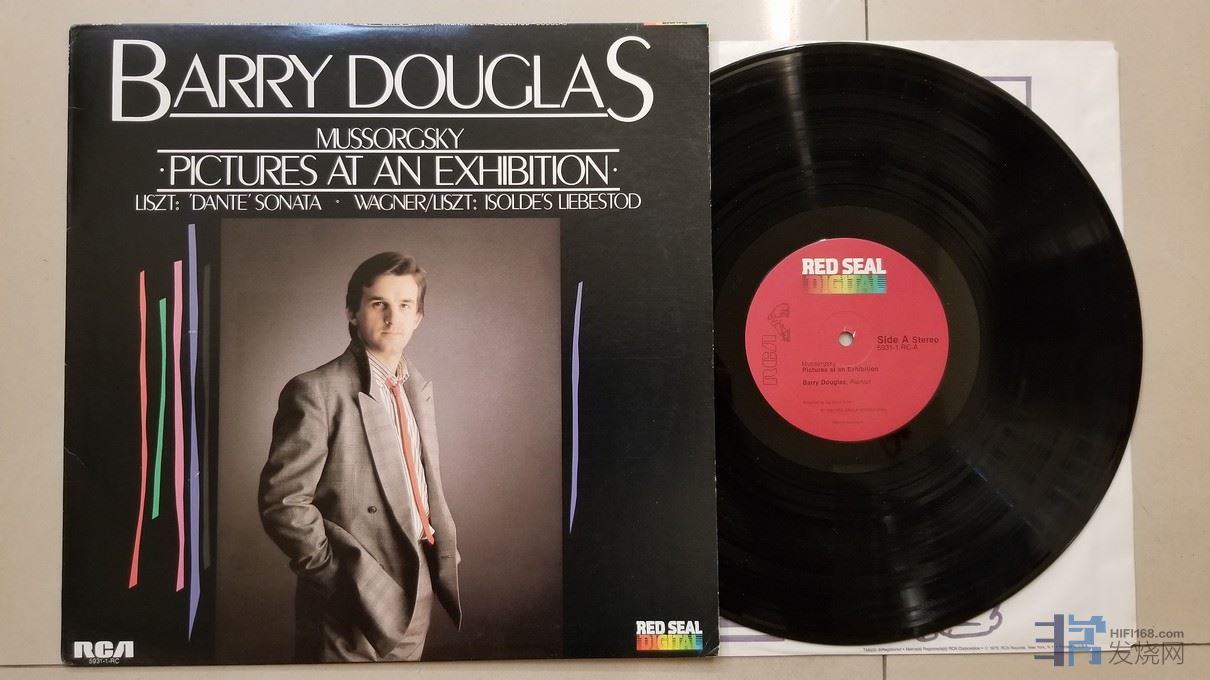 BARRY DOUGLAS
MUSSORGSKY
·PICTURES AT AN EXHIBITION·
LISZT: 'DANTE' SONATA · WAGNER/LISZT: ISOLDE'S LIEBESTOD
RCA
5931-1-RC
RED SEAL
DIGITAL
RED SEAL
DIGITAL
RCA
Side A Stereo
5931-1-RC-A
Mussorgsky
Pictures at an Exhibition
Barry Douglas, Pianist
HIFI168.com
发烧网